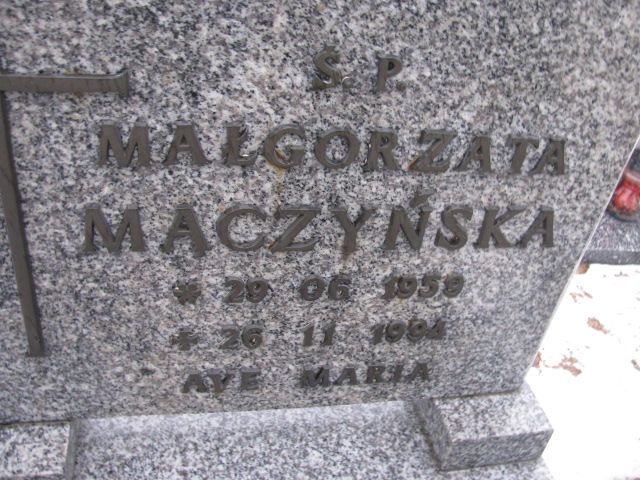 Ś. P.
MAŁGORZATA
MĄCZYŃSKA
* 29 06 1959
+ 26 11 1994
AVE MARIA